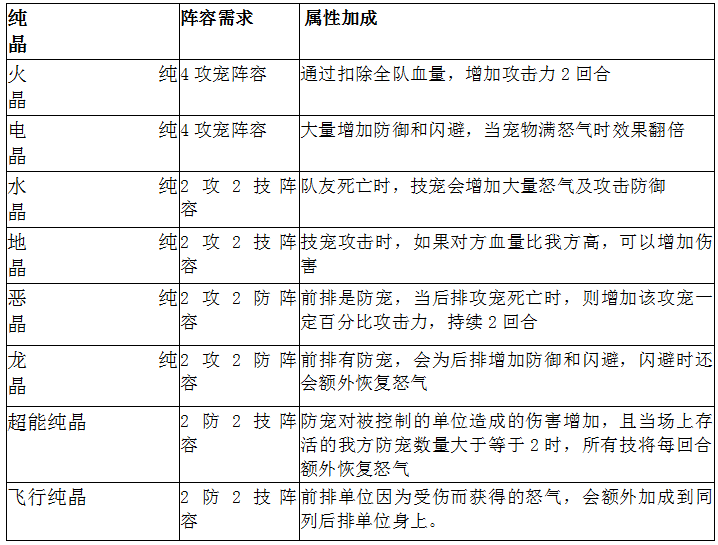 纯晶 阵容需求 属性加成
火纯晶 4攻宠阵容 通过扣除全队血量，增加攻击力2回合
电纯晶 4攻宠阵容 大量增加防御和闪避，当宠物满怒气时效果翻倍
水纯晶 2攻2技阵容 队友死亡时，技宠会增加大量怒气及攻击防御
地纯晶 2攻2技阵容 技宠攻击时，如果对方血量比我方高，可以增加伤
害
恶纯晶 2攻2防阵容 前排是防宠，当后排攻宠死亡时，则增加该攻宠一
定百分比攻击力，持续2回合
龙纯晶 2攻2防阵容 前排有防宠，会为后排增加防御和闪避，闪避时还
会额外恢复怒气
超能纯晶 2防2技阵容 防宠对被控制的单位造成的伤害增加，且当场上存
活的我方防宠数量大于等于2时，所有技将每回合
额外恢复怒气
飞行纯晶 2防2技阵容 前排单位因为受伤而获得的怒气，会额外加成到同
列后排单位身上。